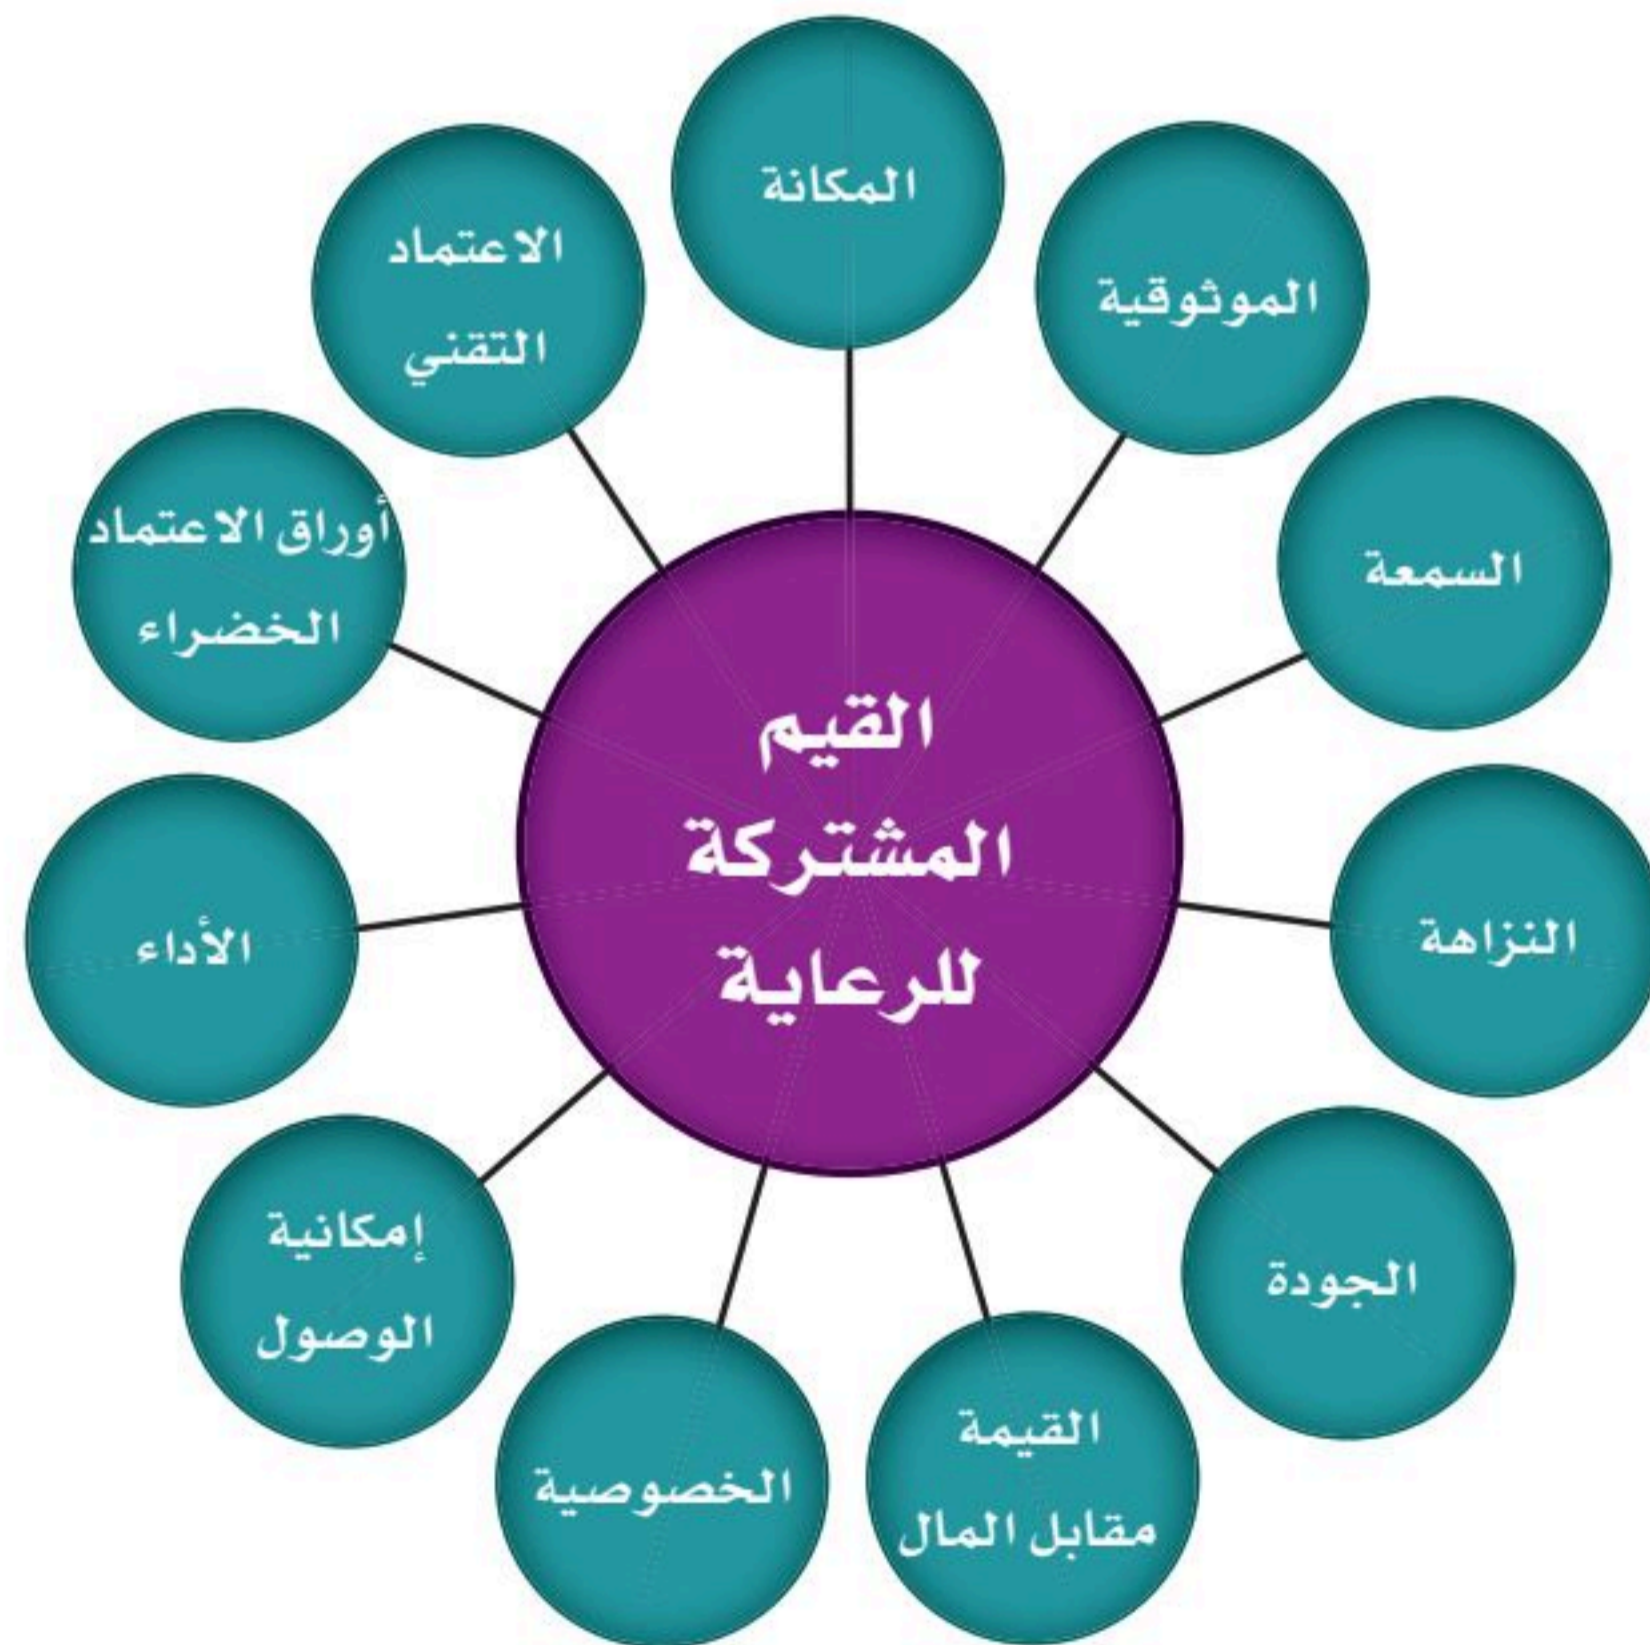 القيم
المشتركة
للرعاية
المكانة
الموثوقية
السمعة
النزاهة
الجودة
القيمة
مقابل المال
الخصوصية
إمكانية
الوصول
الأداء
أوراق الاعتماد
الخضراء
الاعتماد
التقني